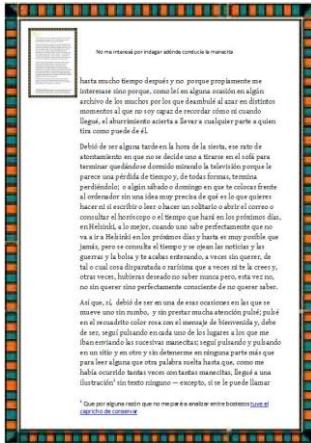 No me interesé por indagar adónde conducía la manecita
hasta mucho tiempo después y no porque propiamente me
interesase sino porque, como leí en alguna ocasión en algún
archivo de los muchos por los que deambulé al azar en distintos
momentos al que no soy capaz de recordar cómo ni cuando
llegué, el aburrimiento acierta a llevar a cualquier parte a quien
tira como puede de él.
Debió de ser alguna tarde en la hora de la siesta, ese rato de
atontamiento en que no se decide uno a tirarse en el sofá para
terminar quedándose dormido mirando la televisión porque le
parece una pérdida de tiempo y, de todas formas, termina
perdiéndolo; o algún sábado o domingo en que te colocas frente
al ordenador sin una idea muy precisa de qué es lo que quieres
hacer ni si escribir o leer o hacer un solitario o abrir el correo o
consultar el horóscopo o el tiempo que hará en los próximos días,
en Helsinki, a lo mejor, cuando uno sabe perfectamente que no
va a ir a Helsinki en los próximos días y hasta es muy posible que
jamás, pero se consulta el tiempo y se ojean las noticias y las
guerras y la bolsa y te acabas enterando, a veces sin querer, de
tal o cual cosa disparatada o rarísima que a veces ni te la crees y,
otras veces, hubieras deseado no saber nunca pero, esta vez no,
no sin querer sino perfectamente consciente de no querer saber.
Así que, sí, debió de ser en una de esas ocasiones en las que se
mueve uno sin rumbo, y sin prestar mucha atención pulsé; pulsé
en el recuadrito color rosa con el mensaje de bienvenida y, debe
de ser, seguí pulsando en cada uno de los lugares a los que me
iban enviando las sucesivas manecitas; seguí pulsando y pulsando
en un sitio y en otro y sin detenerme en ninguna parte más que
para leer alguna que otra palabra suelta hasta que, como me
había ocurrido tantas veces con tantas manecitas, llegué a una
ilustración¹ sin texto ninguno — excepto, si se le puede llamar
¹ Que por alguna razón que no me paré a analizar entre bostezos tuve el
capricho de conservar